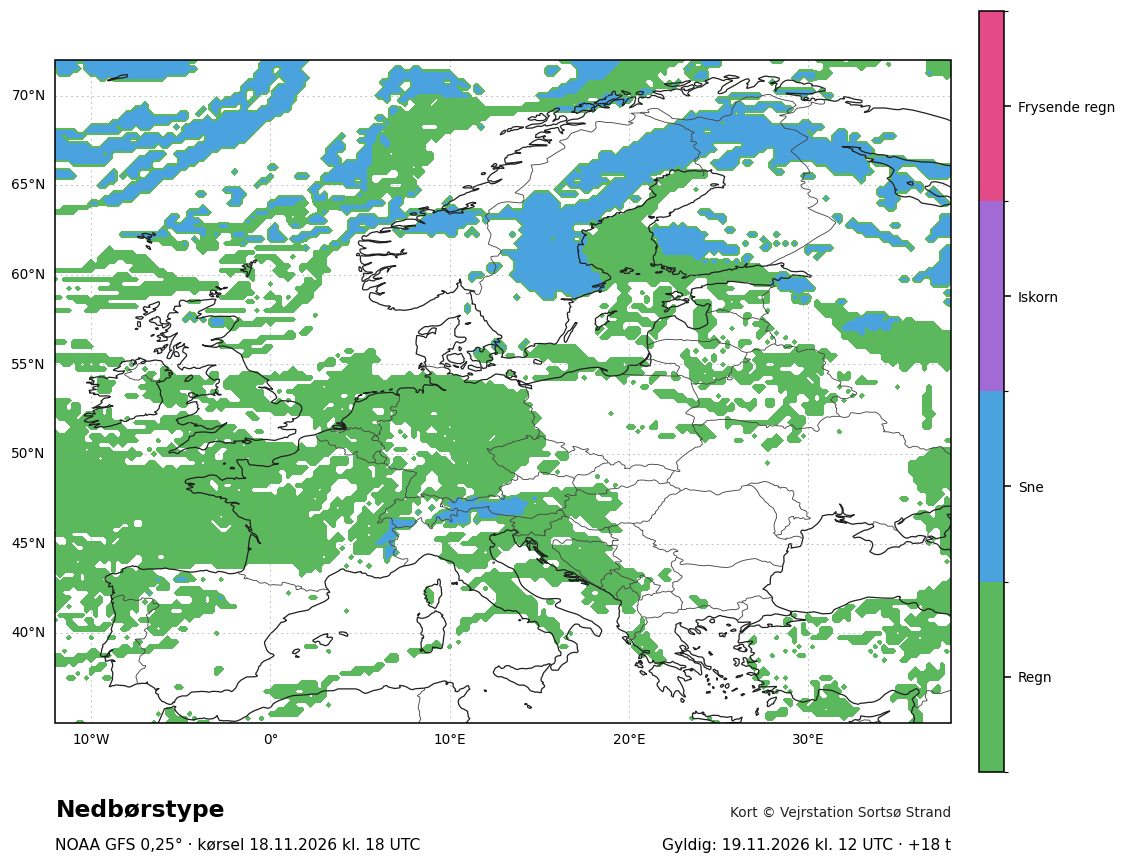 Frysende regn
Iskorn
Sne
Regn
70°N
65°N
60°N
55°N
50°N
45°N
40°N
10°W
0°
10°E
20°E
30°E
Nedbørstype
Kort © Vejrstation Sortsø Strand
NOAA GFS 0,25° · kørsel 18.11.2026 kl. 18 UTC
Gyldig: 19.11.2026 kl. 12 UTC · +18 t